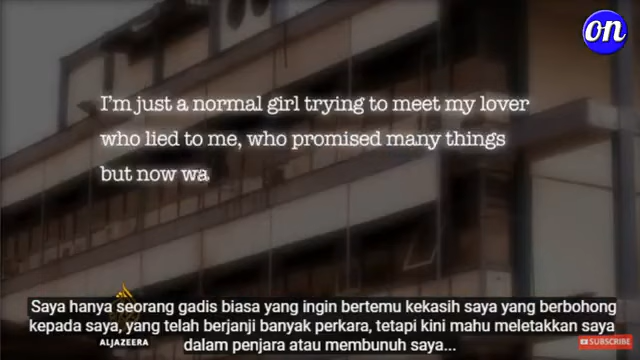 on
I'm just a normal girl trying to meet my lover
who lied to me, who promised many things
but now wa
Saya hanya seorang gadis biasa yang ingin bertemu kekasih saya yang berbohong
kepada saya, yang telah berjanji banyak perkara, tetapi kini mahu meletakkan saya
dalam penjara atau membunuh saya...
ALJAZEERA
SUBSCRIBE